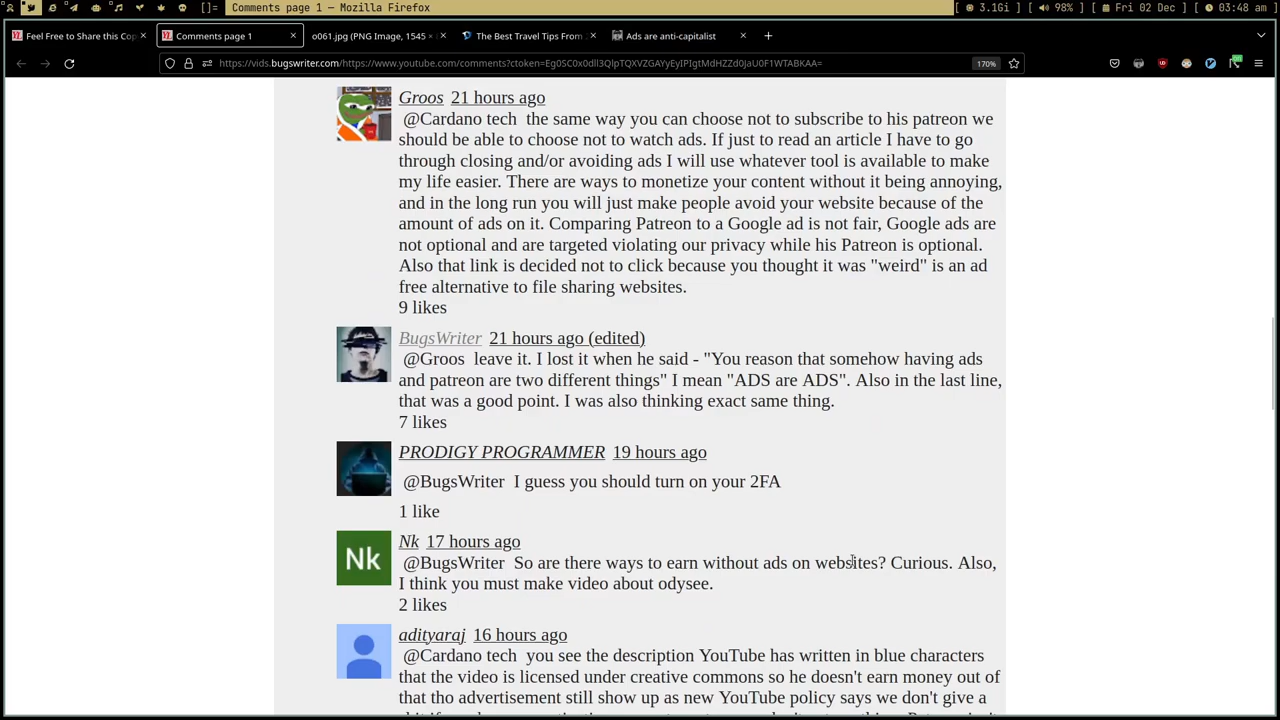 []= Comments page 1 — Mozilla Firefox [ 3.1Gi ] [ 98% ] [ Fri 02 Dec ] [ 03:48 am ]
Feel Free to Share this Cop × Comments page 1 × o061.jpg (PNG Image, 1545 × The Best Travel Tips From × Ads are anti-capitalist × +
https://vids.bugswriter.com/https://www.youtube.com/comments?ctoken=Eg0SC0x0dll3QlpTQXVZGAYyEyIPIgtMdHZZd0JaU0F1WTABKAA= 170%
Groos 21 hours ago
@Cardano tech the same way you can choose not to subscribe to his patreon we
should be able to choose not to watch ads. If just to read an article I have to go
through closing and/or avoiding ads I will use whatever tool is available to make
my life easier. There are ways to monetize your content without it being annoying,
and in the long run you will just make people avoid your website because of the
amount of ads on it. Comparing Patreon to a Google ad is not fair, Google ads are
not optional and are targeted violating our privacy while his Patreon is optional.
Also that link is decided not to click because you thought it was "weird" is an ad
free alternative to file sharing websites.
9 likes
BugsWriter 21 hours ago (edited)
@Groos leave it. I lost it when he said - "You reason that somehow having ads
and patreon are two different things" I mean "ADS are ADS". Also in the last line,
that was a good point. I was also thinking exact same thing.
7 likes
PRODIGY PROGRAMMER 19 hours ago
@BugsWriter I guess you should turn on your 2FA
1 like
Nk
Nk 17 hours ago
@BugsWriter So are there ways to earn without ads on websites? Curious. Also,
I think you must make video about odysee.
2 likes
adityaraj 16 hours ago
@Cardano tech you see the description YouTube has written in blue characters
that the video is licensed under creative commons so he doesn't earn money out of
that tho advertisement still show up as new YouTube policy says we don't give a